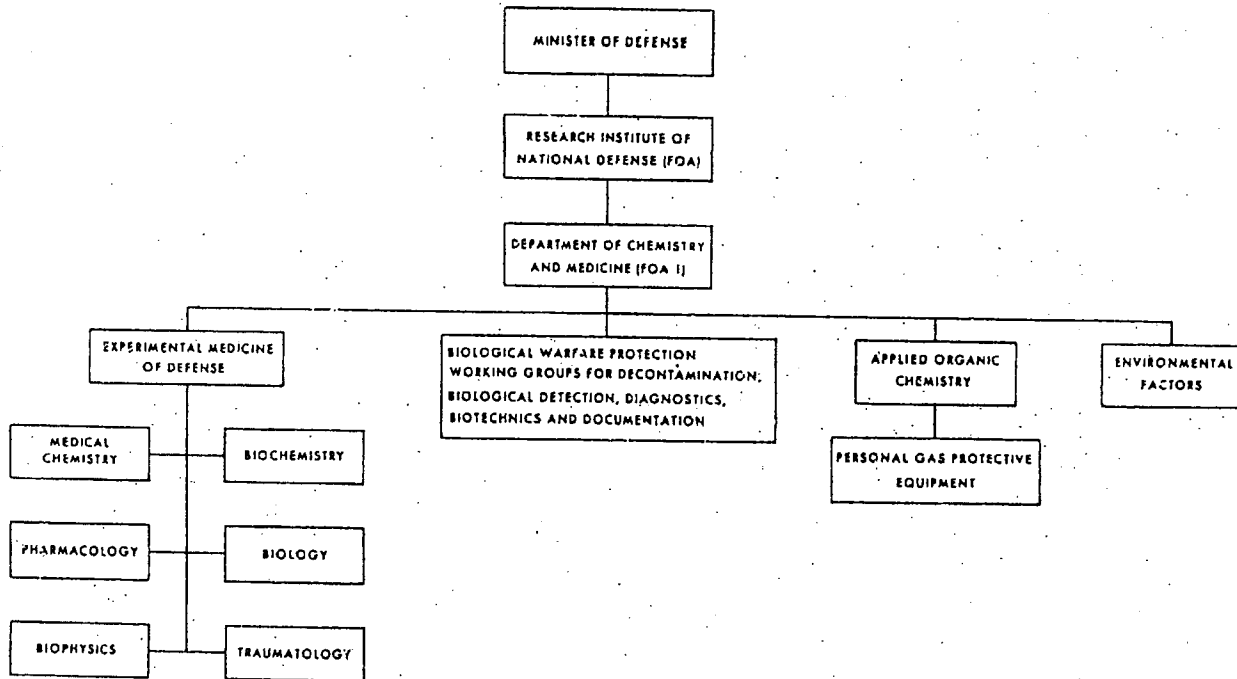 MINISTER OF DEFENSE
RESEARCH INSTITUTE OF
NATIONAL DEFENSE (FOA)
DEPARTMENT OF CHEMISTRY
AND MEDICINE (FOA 1)
EXPERIMENTAL MEDICINE
OF DEFENSE
BIOLOGICAL WARFARE PROTECTION
WORKING GROUPS FOR DECONTAMINATION;
BIOLOGICAL DETECTION, DIAGNOSTICS,
BIOTECHNICS AND DOCUMENTATION
APPLIED ORGANIC
CHEMISTRY
ENVIRONMENTAL
FACTORS
MEDICAL
CHEMISTRY
BIOCHEMISTRY
PERSONAL GAS PROTECTIVE
EQUIPMENT
PHARMACOLOGY
BIOLOGY
BIOPHYSICS
TRAUMATOLOGY